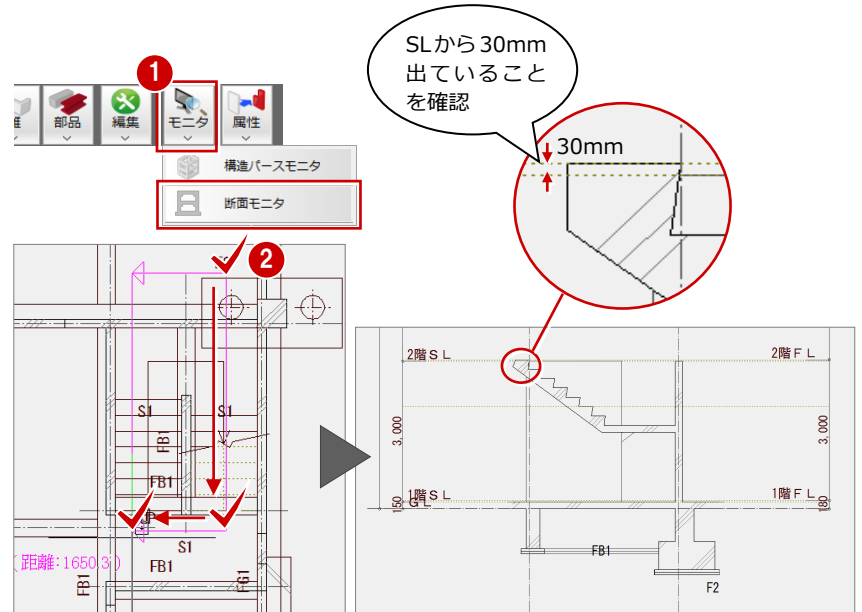 SLから30mm
出ていること
を確認
1
部品
編集
モニタ
属性
30mm
構造パースモニタ
断面モニタ
2
S1
S1
FB1
FB1
S1
(距離:1650.3)
FB1
FB1
FG1
2階SL
2階FL
3,000
3,000
1階SL
GL
1階FL
150
180
FB1
F2